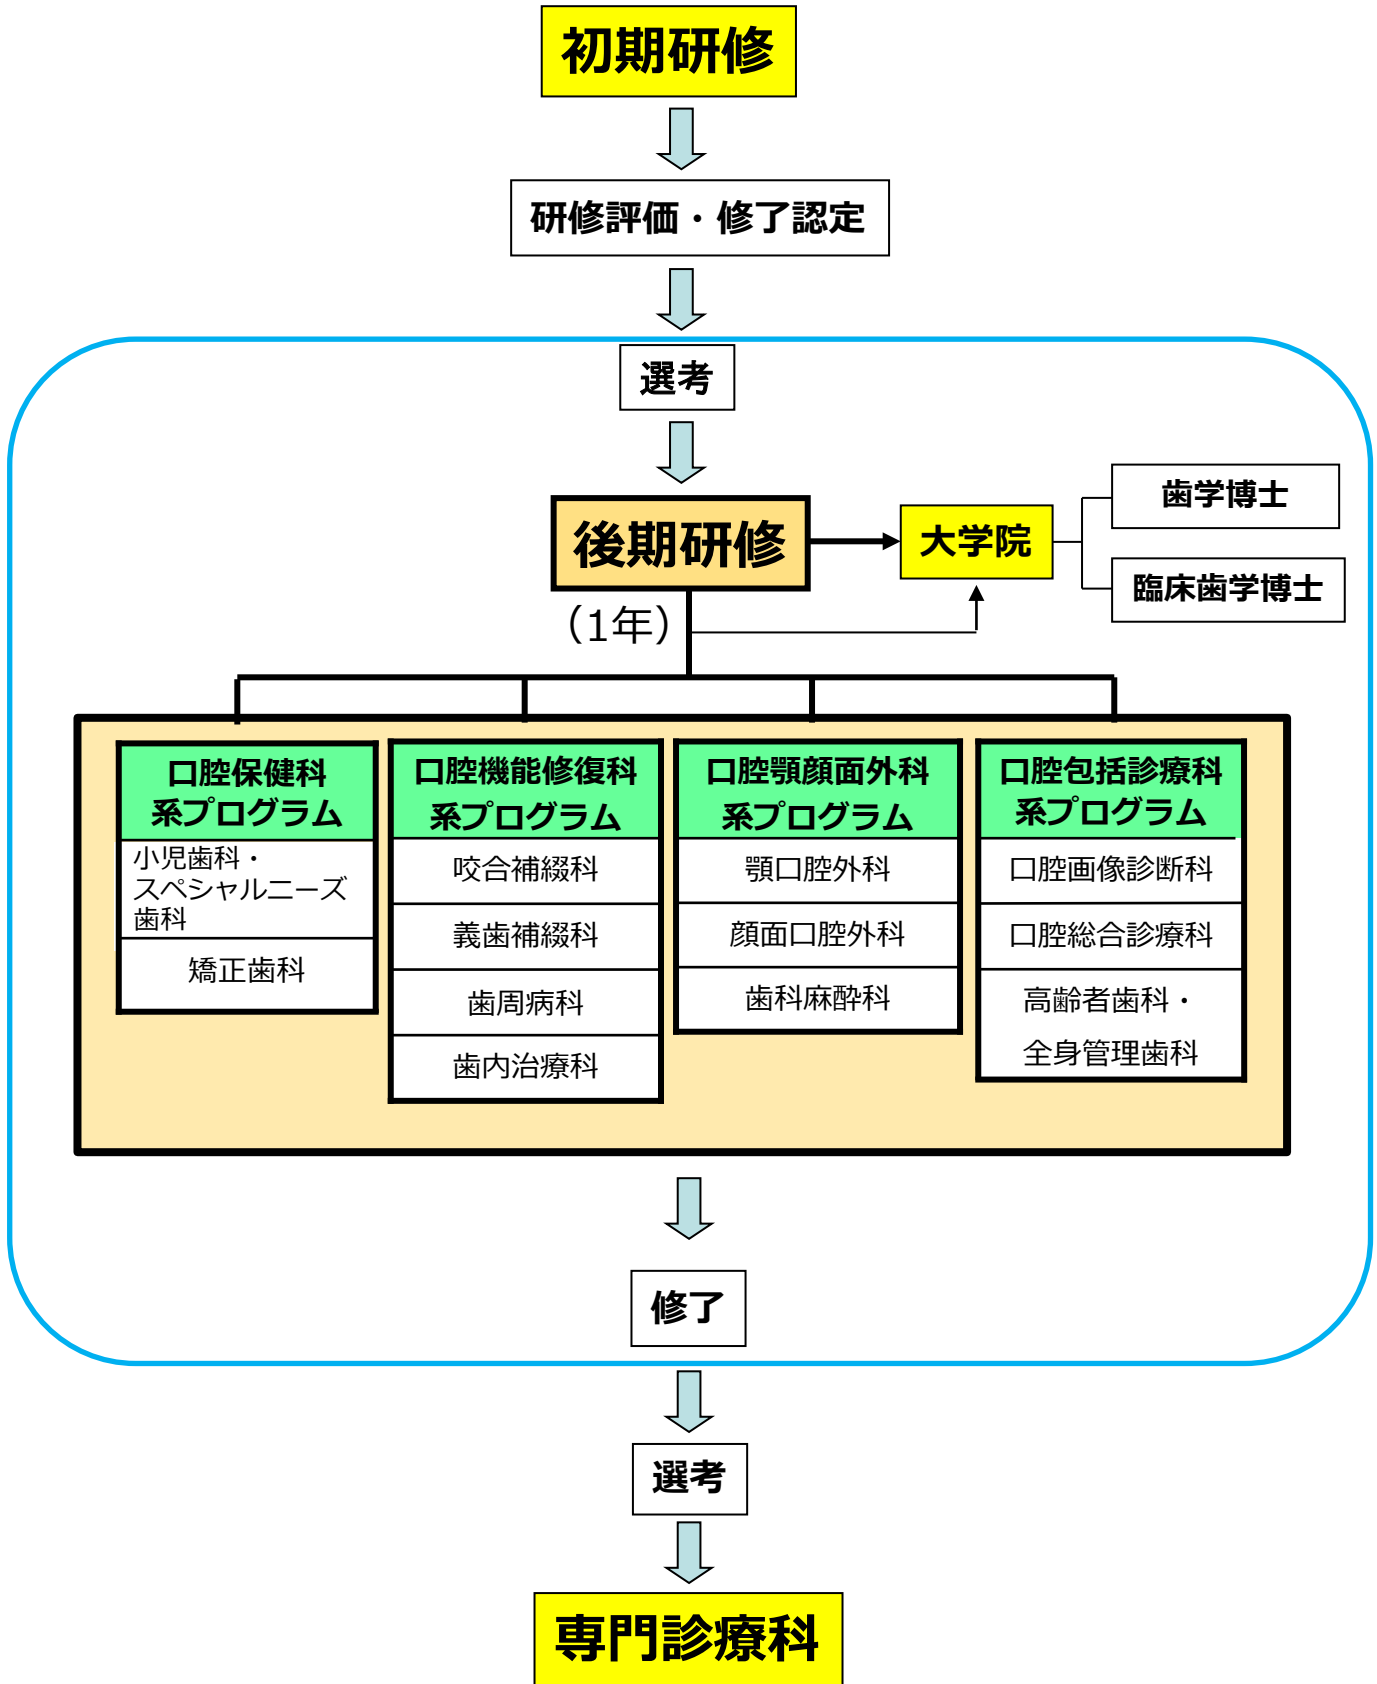 初期研修
研修評価・修了認定
選考
後期研修
(1年)
大学院
歯学博士
臨床歯学博士
口腔保健科
系プログラム
小児歯科・
スペシャルニーズ
歯科
矯正歯科
口腔機能修復科
系プログラム
咬合補綴科
義歯補綴科
歯周病科
歯内治療科
口腔顎顔面外科
系プログラム
顎口腔外科
顔面口腔外科
歯科麻酔科
口腔包括診療科
系プログラム
口腔画像診断科
口腔総合診療科
高齢者歯科・
全身管理歯科
修了
選考
専門診療科